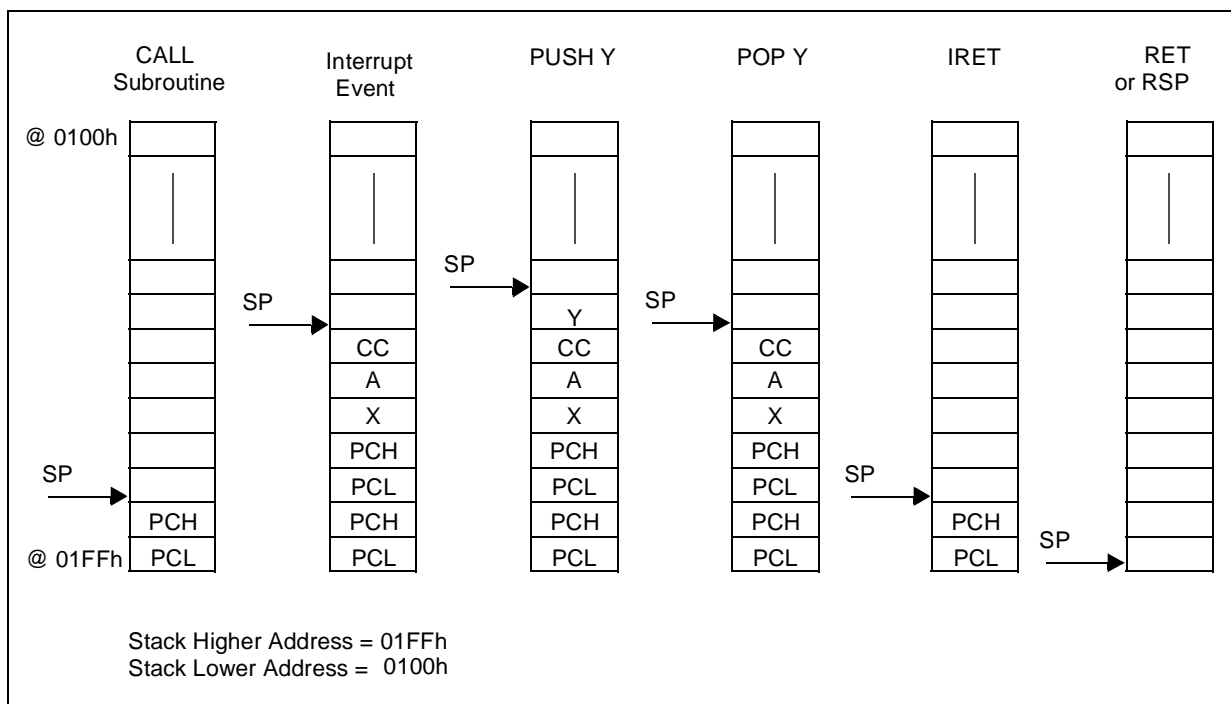 CALL
Subroutine
Interrupt
Event
PUSH Y
POP Y
IRET
RET
or RSP
@ 0100h
SP
SP
SP
Y
CC
CC
CC
A
A
A
X
X
X
PCH
PCH
PCH
SP
PCL
PCL
PCL
SP
PCH
PCH
PCH
PCH
PCH
SP
@ 01FFh
PCL
PCL
PCL
PCL
PCL
Stack Higher Address = 01FFh
Stack Lower Address = 0100h